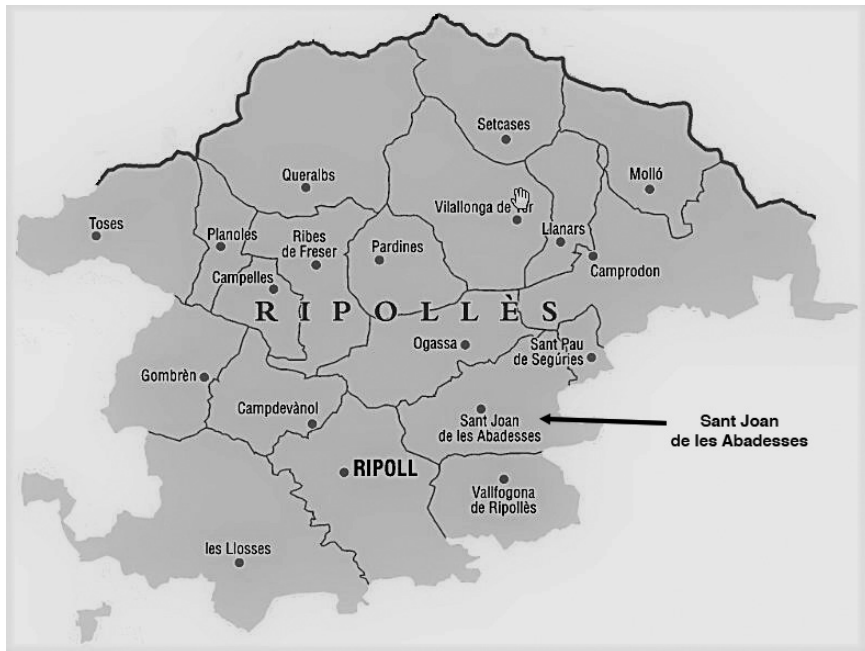 Setcases
Queralbs
Molló
Toses
Planoles
Ribes
de Freser
Pardines
Vilallonga de Ter
Llanars
Camprodon
Campelles
RIPOLLÈS
Ogassa
Sant Pau
de Segúries
Gombrèn
Campdevànol
Sant Joan
de les Abadesses
Sant Joan
de les Abadesses
RIPOLL
Vallfogona
de Ripollès
les Llosses